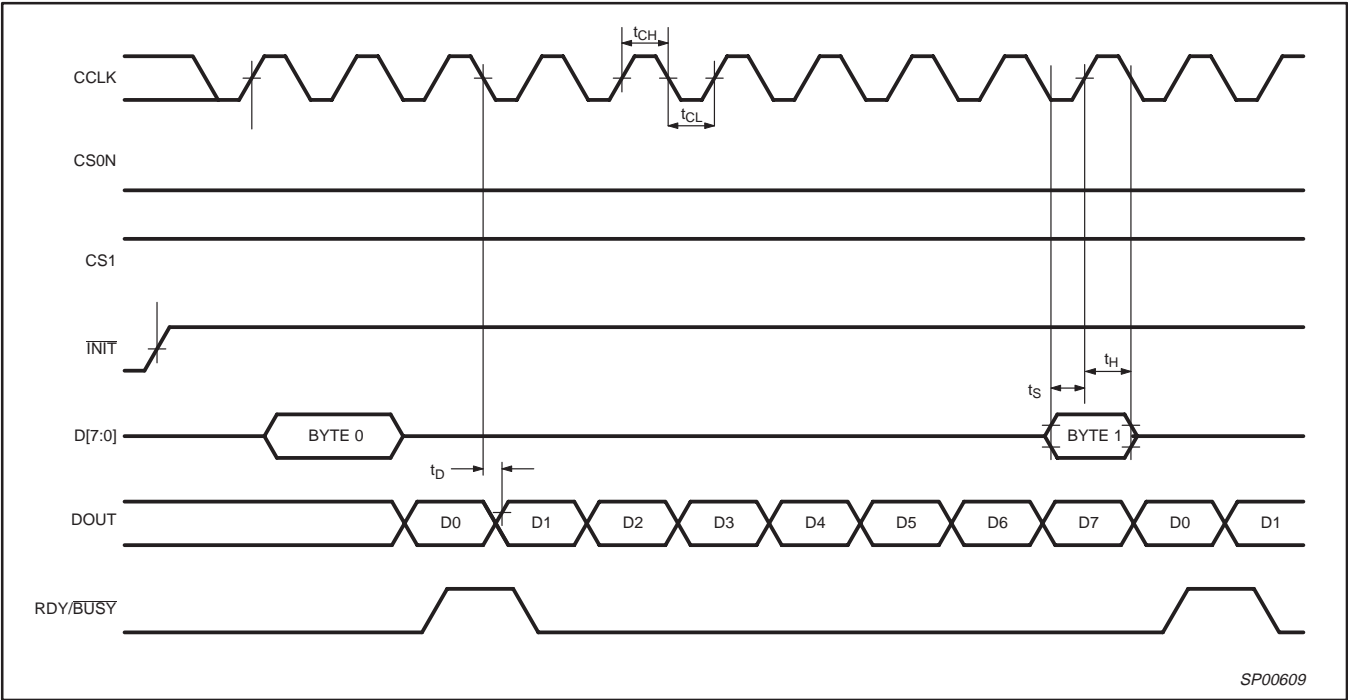 CCLK
tCH
tCL
CS0N
CS1
INIT
tS
tH
D[7:0]
BYTE 0
BYTE 1
tD
DOUT
D0
D1
D2
D3
D4
D5
D6
D7
D0
D1
RDY/BUSY
SP00609